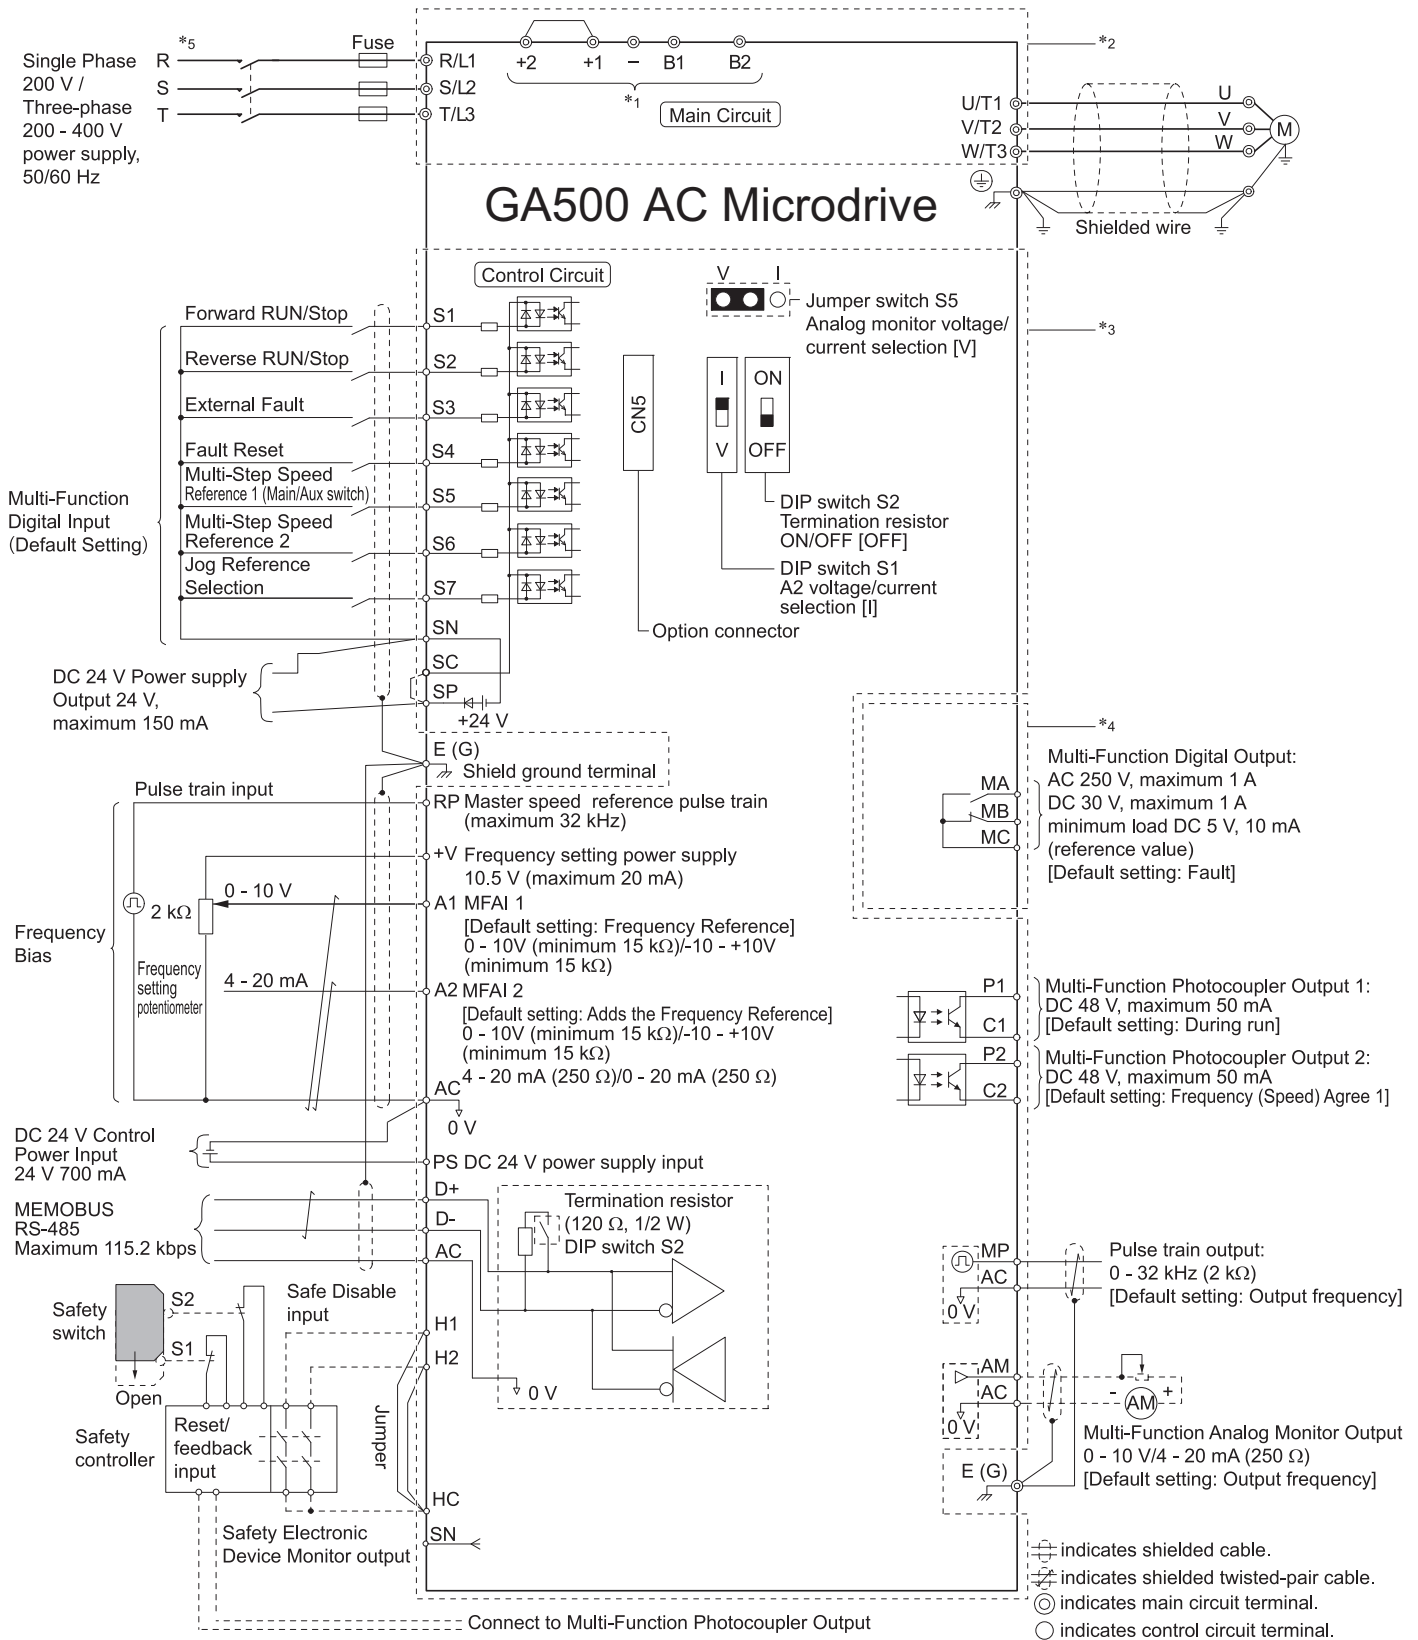 *5
Fuse
Single Phase
200 V /
Three-phase
200 - 400 V
power supply,
50/60 Hz
R
S
T
R/L1
S/L2
T/L3
+2
+1
−
B1
B2
*1
Main Circuit
*2
U/T1
V/T2
W/T3
U
V
W
M
Shielded wire
GA500 AC Microdrive
Control Circuit
V
I
Jumper switch S5
Analog monitor voltage/
current selection [V]
*3
Multi-Function
Digital Input
(Default Setting)
Forward RUN/Stop
S1
Reverse RUN/Stop
S2
External Fault
S3
Fault Reset
S4
Multi-Step Speed
Reference 1 (Main/Aux switch)
S5
Multi-Step Speed
Reference 2
S6
Jog Reference
Selection
S7
SN
SC
SP
+24 V
CN5
I
V
ON
OFF
DIP switch S2
Termination resistor
ON/OFF [OFF]
DIP switch S1
A2 voltage/current
selection [I]
Option connector
DC 24 V Power supply
Output 24 V,
maximum 150 mA
E (G)
Shield ground terminal
*4
MA
MB
MC
Multi-Function Digital Output:
AC 250 V, maximum 1 A
DC 30 V, maximum 1 A
minimum load DC 5 V, 10 mA
(reference value)
[Default setting: Fault]
Pulse train input
RP Master speed reference pulse train
(maximum 32 kHz)
+V Frequency setting power supply
10.5 V (maximum 20 mA)
0 - 10 V
2 kΩ
A1 MFAI 1
[Default setting: Frequency Reference]
0 - 10V (minimum 15 kΩ)/-10 - +10V
(minimum 15 kΩ)
Frequency
Bias
Frequency
setting
potentiometer
4 - 20 mA
A2 MFAI 2
[Default setting: Adds the Frequency Reference]
0 - 10V (minimum 15 kΩ)/-10 - +10V
(minimum 15 kΩ)
4 - 20 mA (250 Ω)/0 - 20 mA (250 Ω)
AC
0 V
P1
C1
Multi-Function Photocoupler Output 1:
DC 48 V, maximum 50 mA
[Default setting: During run]
P2
C2
Multi-Function Photocoupler Output 2:
DC 48 V, maximum 50 mA
[Default setting: Frequency (Speed) Agree 1]
DC 24 V Control
Power Input
24 V 700 mA
PS DC 24 V power supply input
MEMOBUS
RS-485
Maximum 115.2 kbps
D+
D-
AC
Termination resistor
(120 Ω, 1/2 W)
DIP switch S2
0 V
MP
AC
0 V
Pulse train output:
0 - 32 kHz (2 kΩ)
[Default setting: Output frequency]
Safety
switch
S2
S1
Open
Safe Disable
input
H1
H2
Jumper
HC
SN
Safety
controller
Reset/
feedback
input
Safety Electronic
Device Monitor output
AM
AC
0 V
-
+
AM
Multi-Function Analog Monitor Output
0 - 10 V/4 - 20 mA (250 Ω)
[Default setting: Output frequency]
E (G)
indicates shielded cable.
indicates shielded twisted-pair cable.
indicates main circuit terminal.
indicates control circuit terminal.
Connect to Multi-Function Photocoupler Output